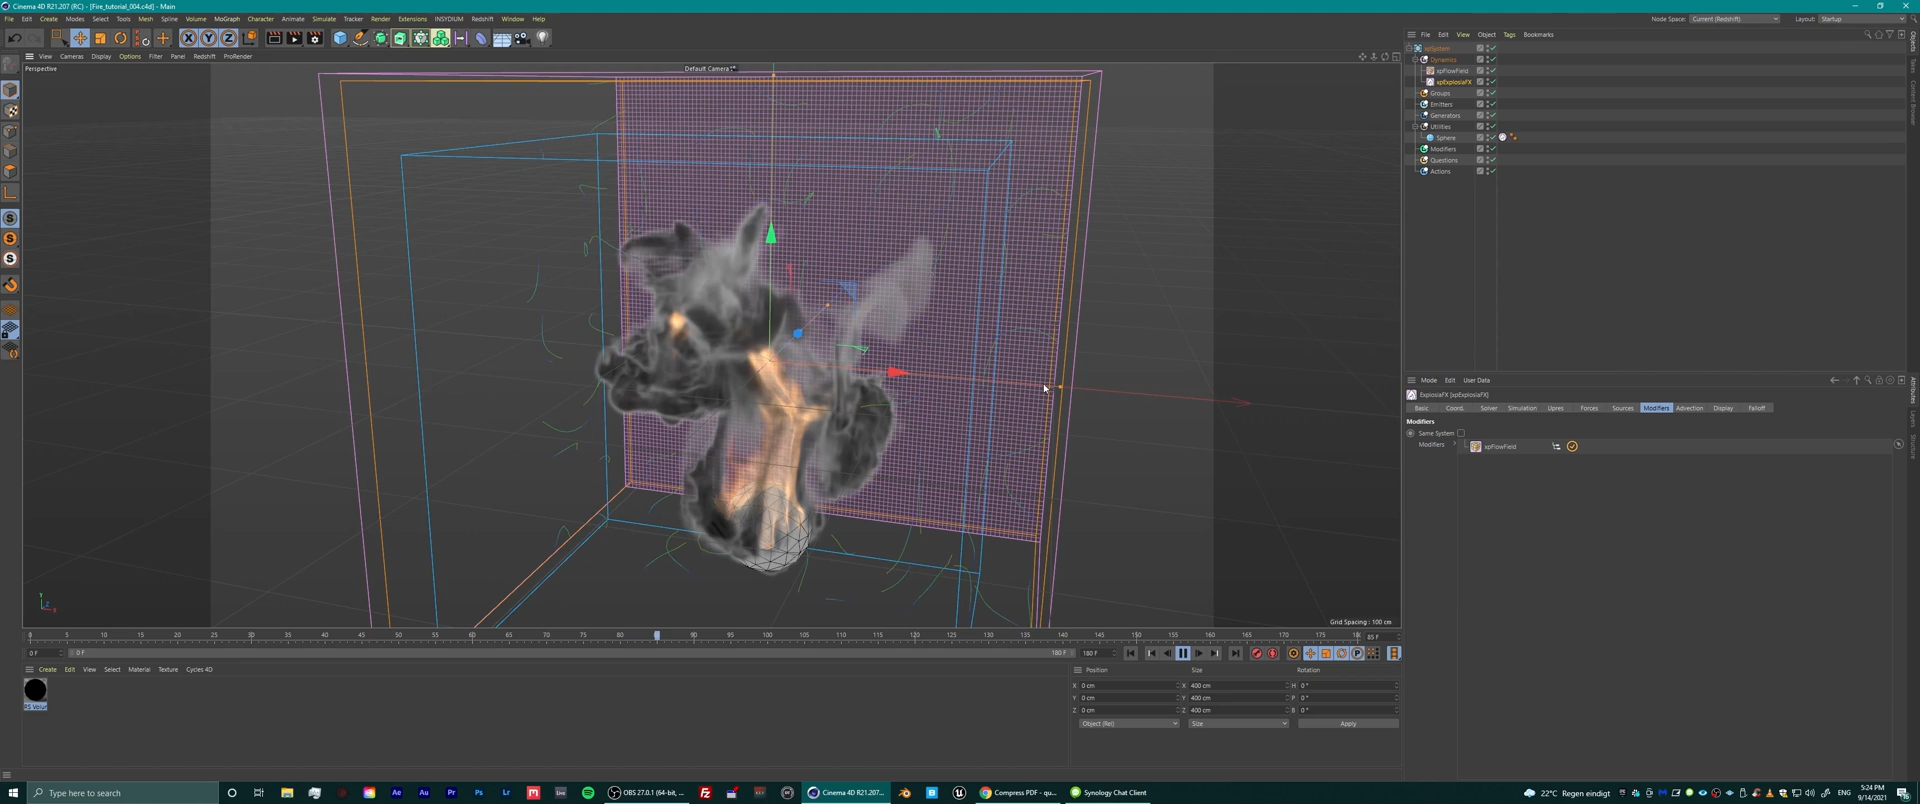 Cinema 4D R21.207 (RC) - [Fire_tutorial_004.c4d] - Main
File Edit Create Modes Select Tools Mesh Spline Volume MoGraph Character Animate Simulate Tracker Render Extensions INSYDIUM Redshift Window Help
Node Space: Current (Redshift) Layout: Startup
View Cameras Display Options Filter Panel Redshift ProRender
Perspective
Default Camera
File Edit View Object Tags Bookmarks
xpSystem
Dynamics
xpFlowField
xpExplosiaFX
Groups
Emitters
Generators
Utilities
Sphere
Modifiers
Questions
Actions
Objects
Takes
Content Browser
Mode Edit User Data
ExplosiaFX [xpExplosiaFX]
Basic Coord. Solver Simulation Upres Forces Sources Modifiers Advection Display Falloff
Modifiers
Same System
Modifiers xpFlowField
Attributes
Layers
Structure
Grid Spacing : 100 cm
0 5 10 15 20 25 30 35 40 45 50 55 60 65 70 75 80 90 95 100 105 110 115 120 125 130 135 140 145 150 155 160 165 170 175 85 F
0 F 0 F 180 F 180 F
Create Edit View Select Material Texture Cycles 4D
RS Volur
Position Size Rotation
X 0 cm X 400 cm H 0 °
Y 0 cm Y 400 cm P 0 °
Z 0 cm Z 400 cm B 0 °
Object (Rel) Size Apply
Type here to search
OBS 27.0.1 (64-bit, ...
Cinema 4D R21.207...
Compress PDF - qu...
Synology Chat Client
22°C Regen eindigt
ENG
5:24 PM
9/14/2021